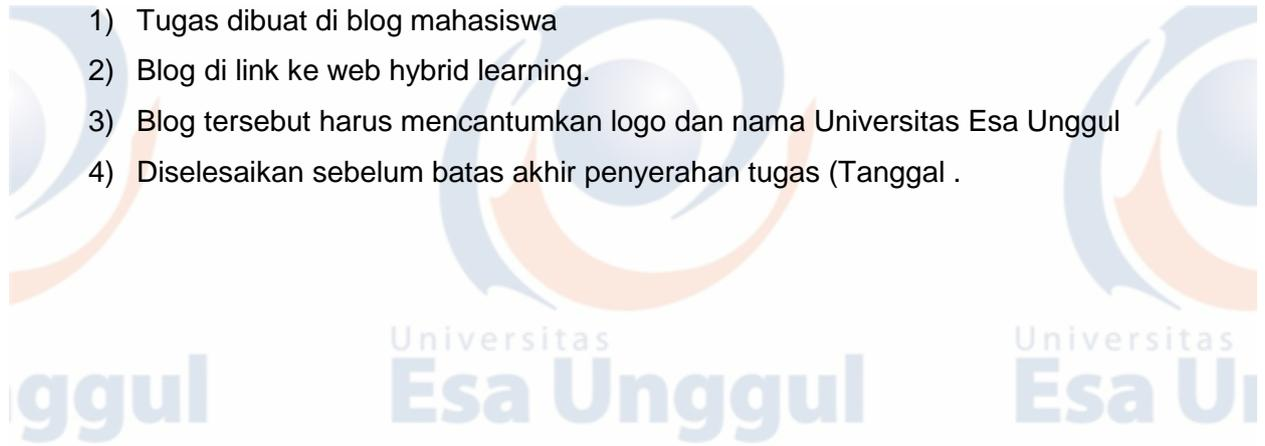 1) Tugas dibuat di blog mahasiswa
2) Blog di link ke web hybrid learning.
3) Blog tersebut harus mencantumkan logo dan nama Universitas Esa Unggul
4) Diselesaikan sebelum batas akhir penyerahan tugas (Tanggal .
Universitas
Universitas
ggul
Esa Unggul
Esa U